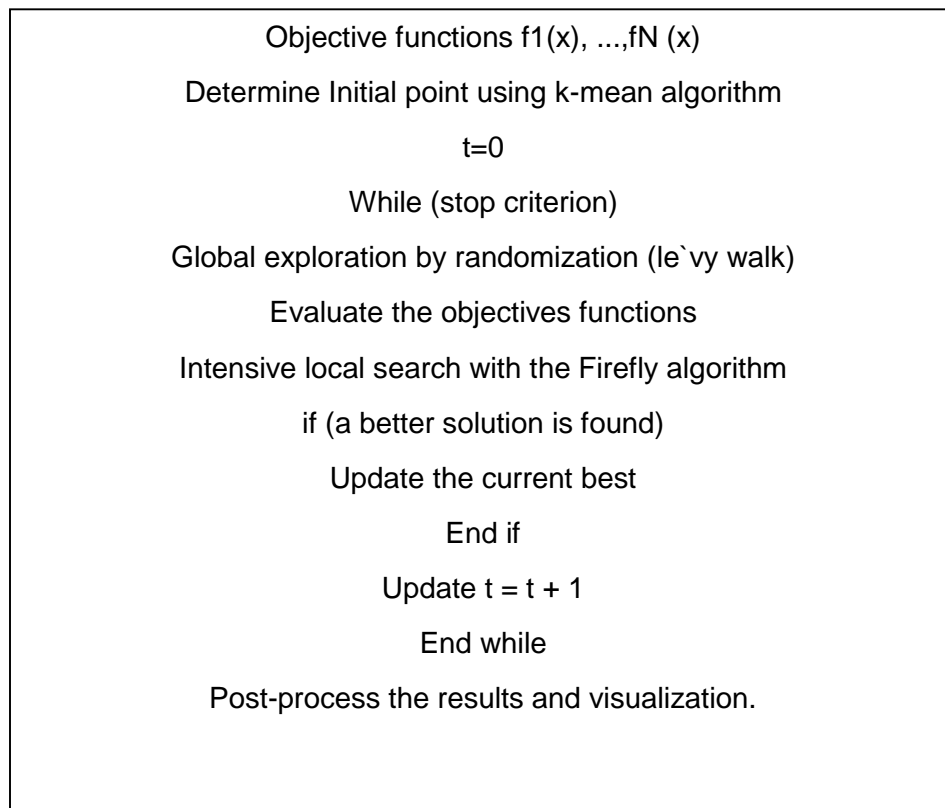 Objective functions f1(x), ...,fN (x)
Determine Initial point using k-mean algorithm
t=0
While (stop criterion)
Global exploration by randomization (le`vy walk)
Evaluate the objectives functions
Intensive local search with the Firefly algorithm
if (a better solution is found)
Update the current best
End if
Update t = t + 1
End while
Post-process the results and visualization.